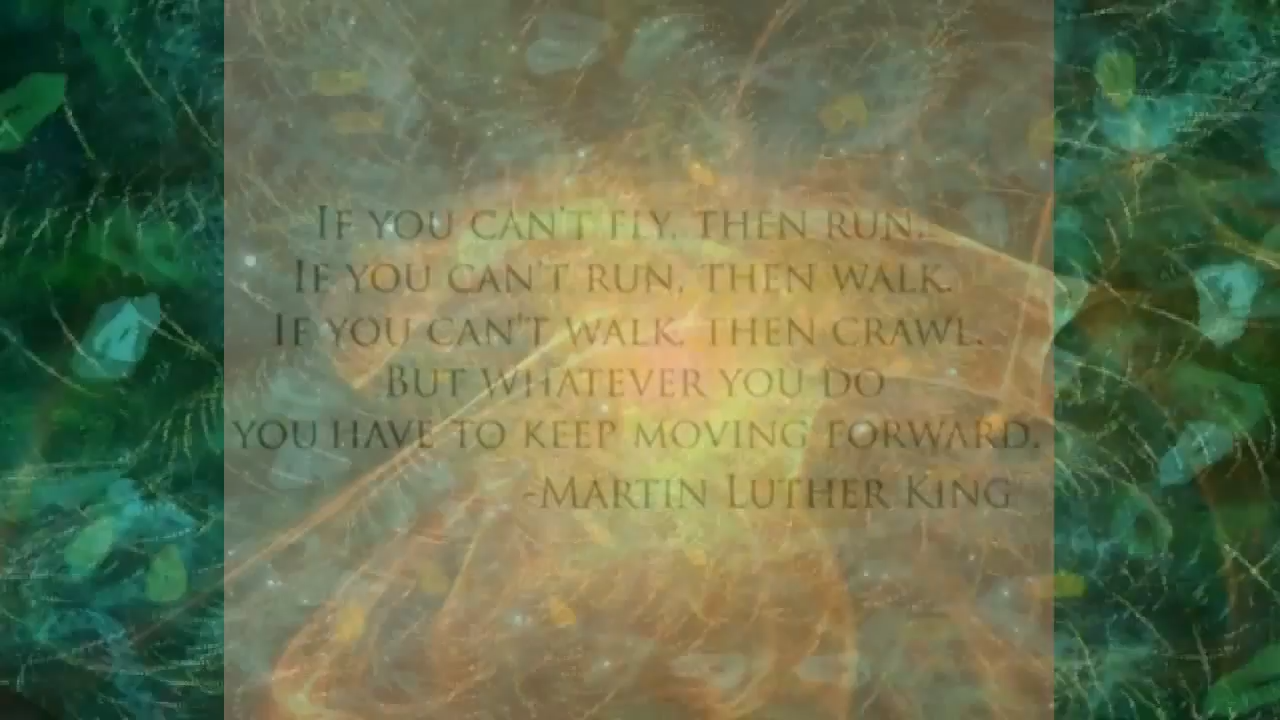 If you can't fly, then run.
If you can't run, then walk.
If you can't walk, then crawl.
But whatever you do
you have to keep moving forward.
-Martin Luther King